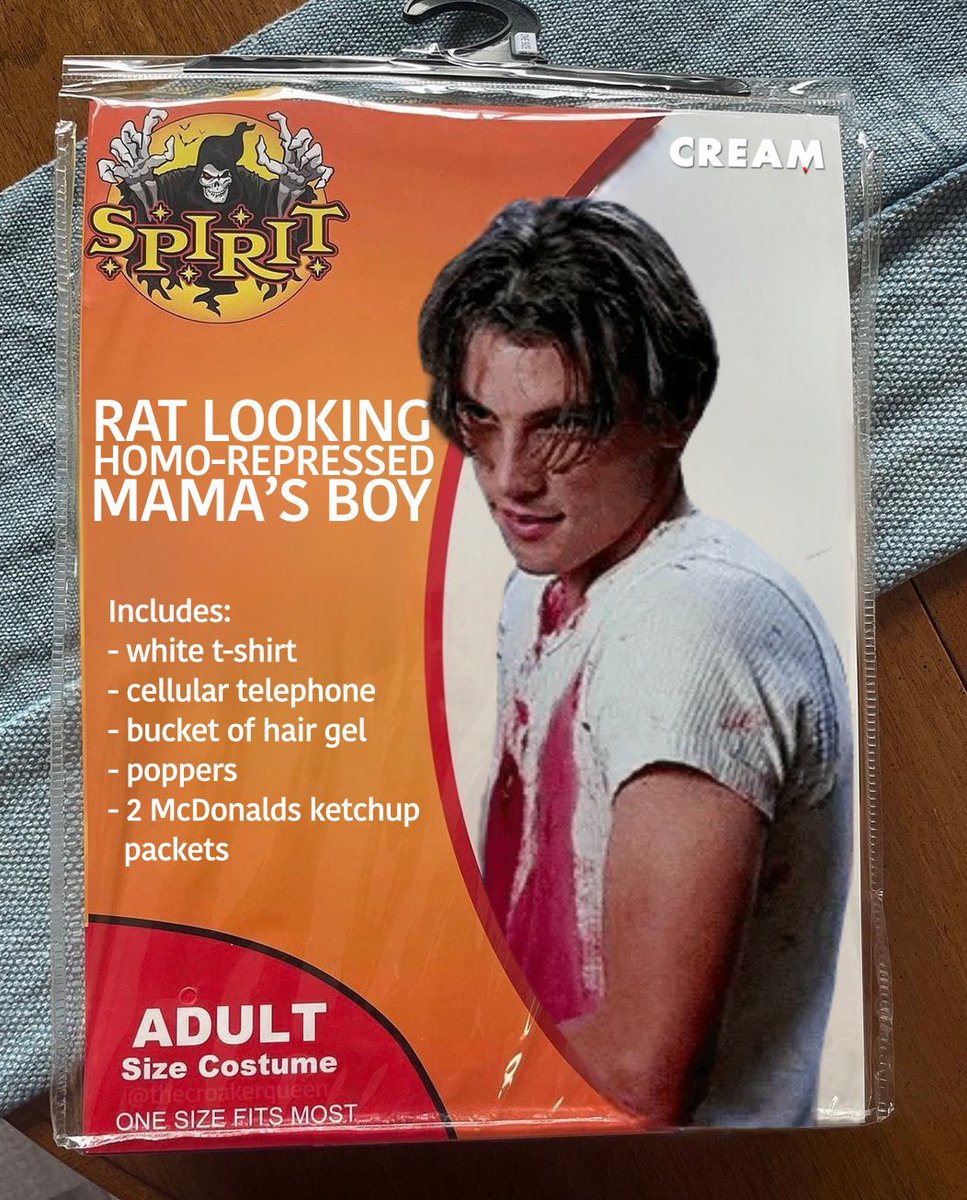 CREAM
SPIRIT
RAT LOOKING
HOMO-REPRESSED
MAMA'S BOY
Includes:
- white t-shirt
- cellular telephone
- bucket of hair gel
- poppers
- 2 McDonalds ketchup
packets
ADULT
Size Costume
@thecroakerqueen
ONE SIZE FITS MOST